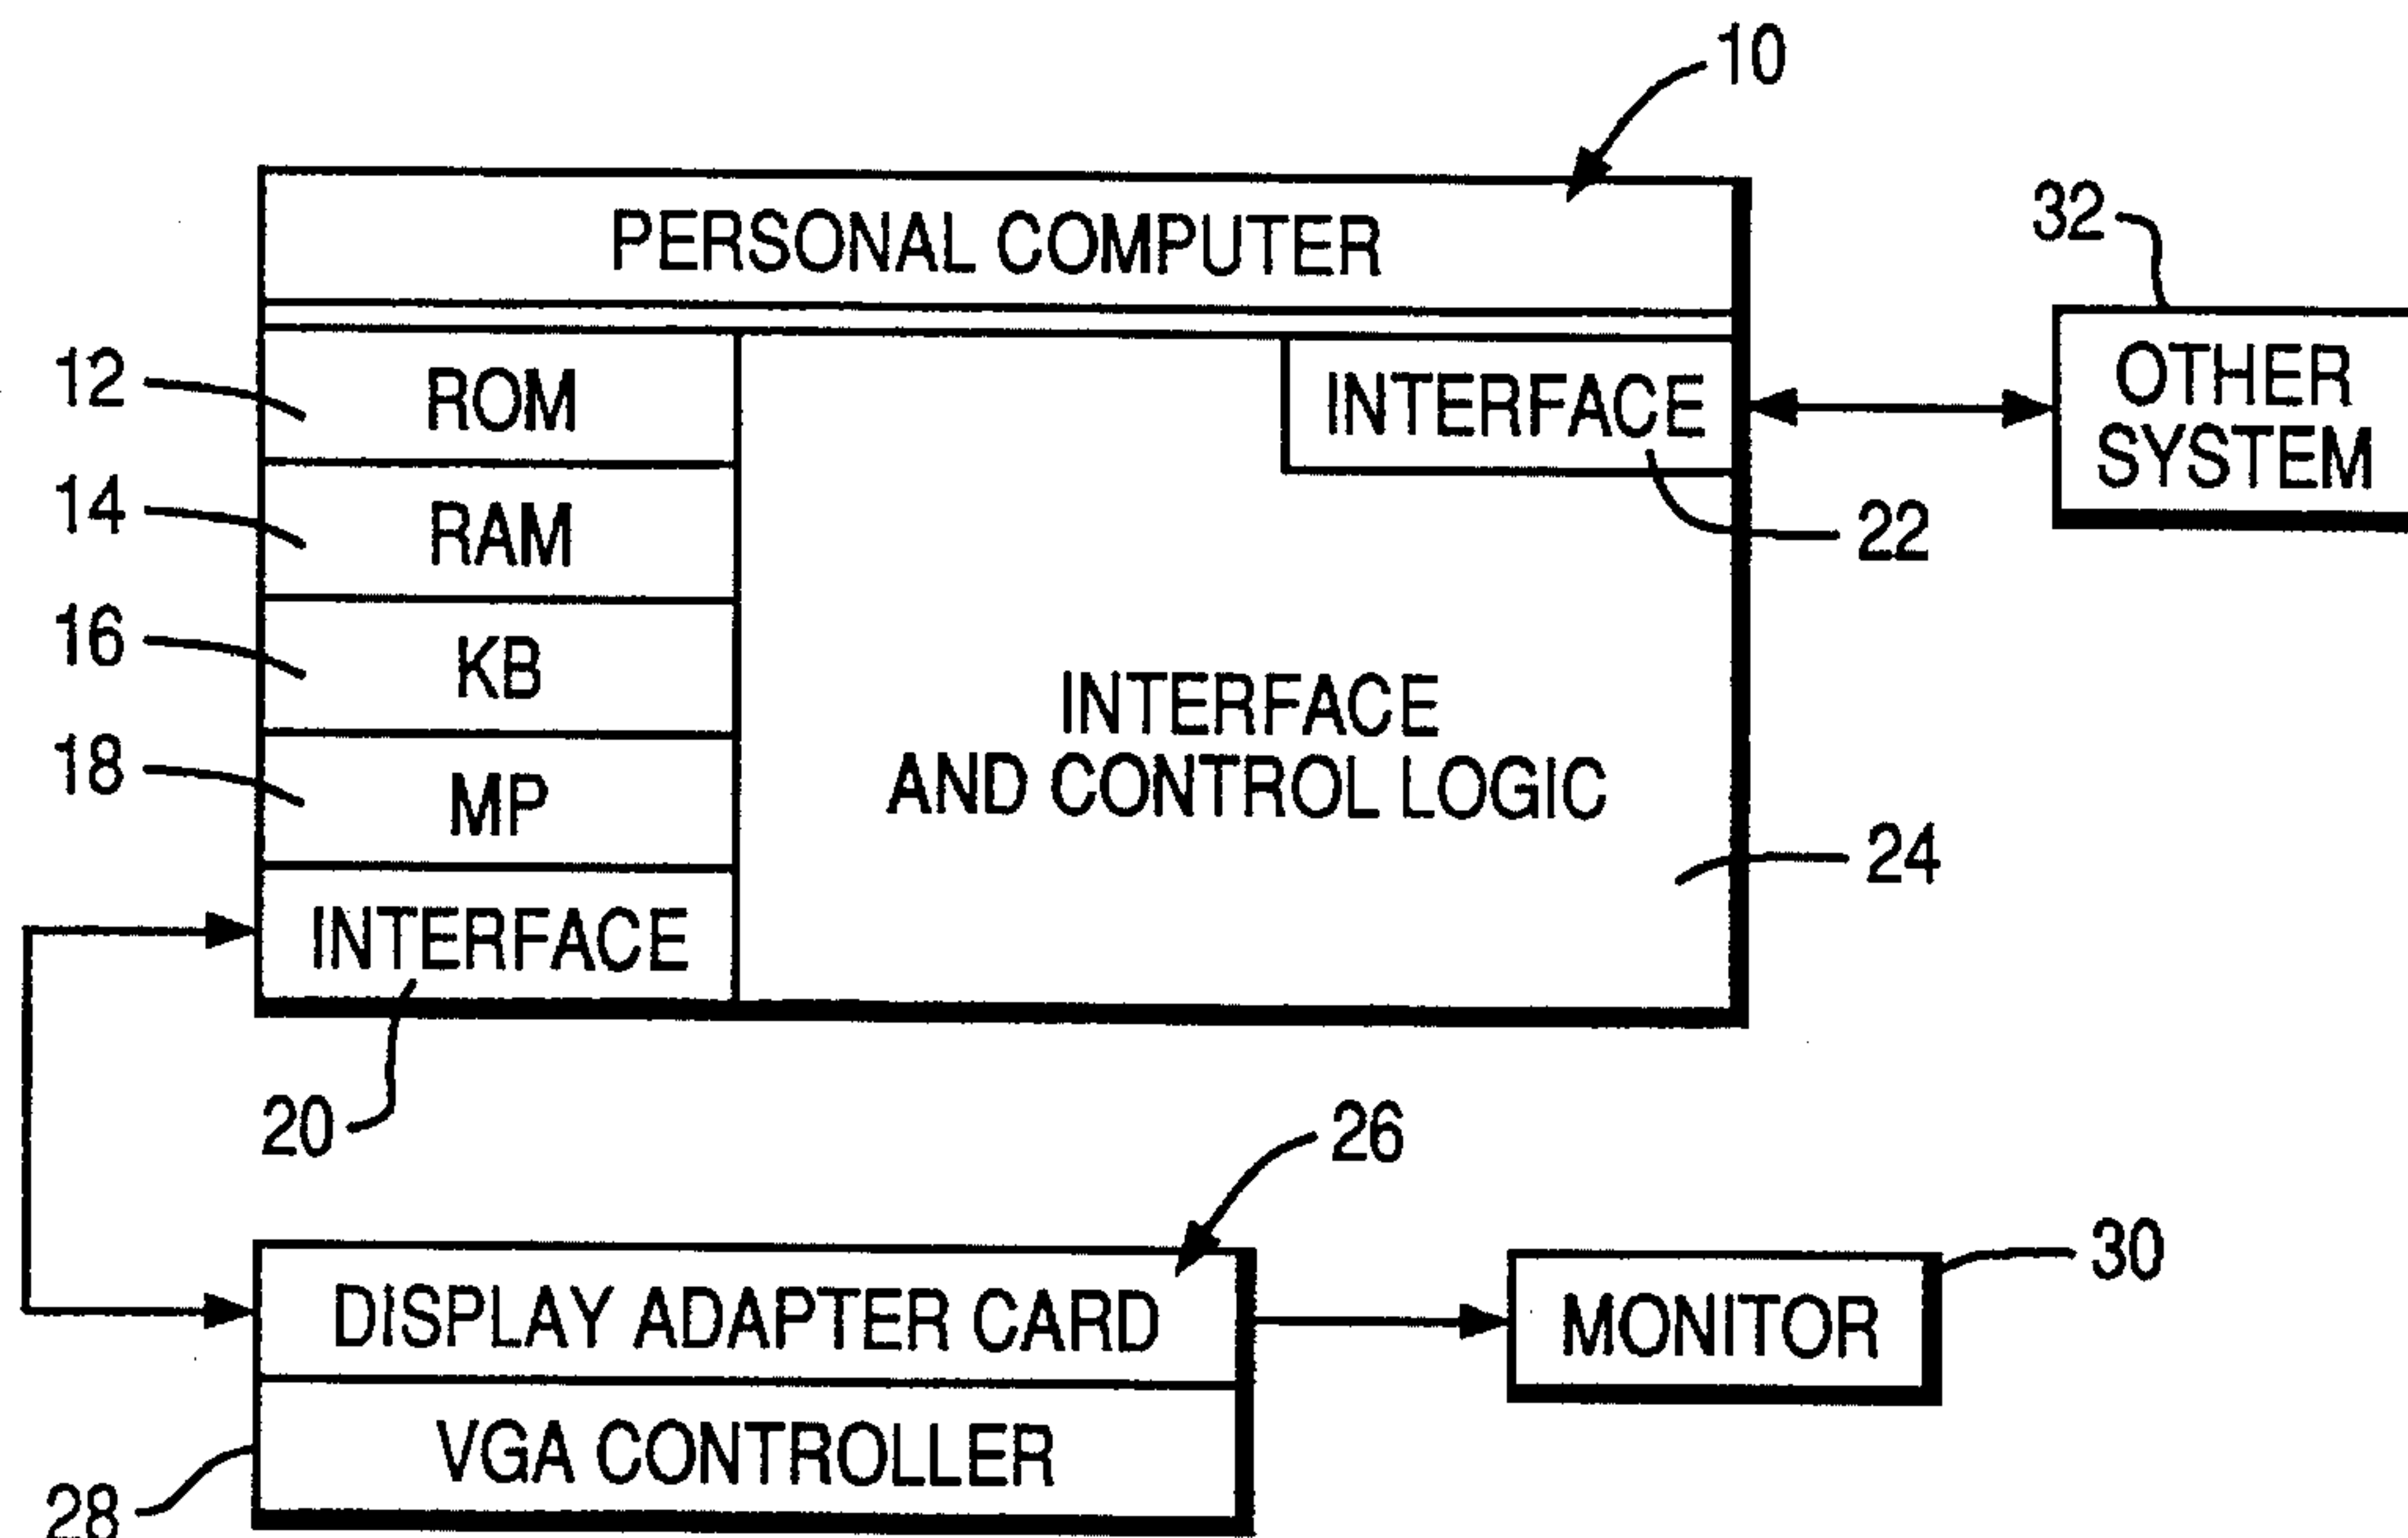 10
PERSONAL COMPUTER
32
12
ROM
INTERFACE
OTHER
SYSTEM
14
RAM
22
16
KB
INTERFACE
AND CONTROL LOGIC
18
MP
24
INTERFACE
20
26
30
DISPLAY ADAPTER CARD
MONITOR
VGA CONTROLLER
28